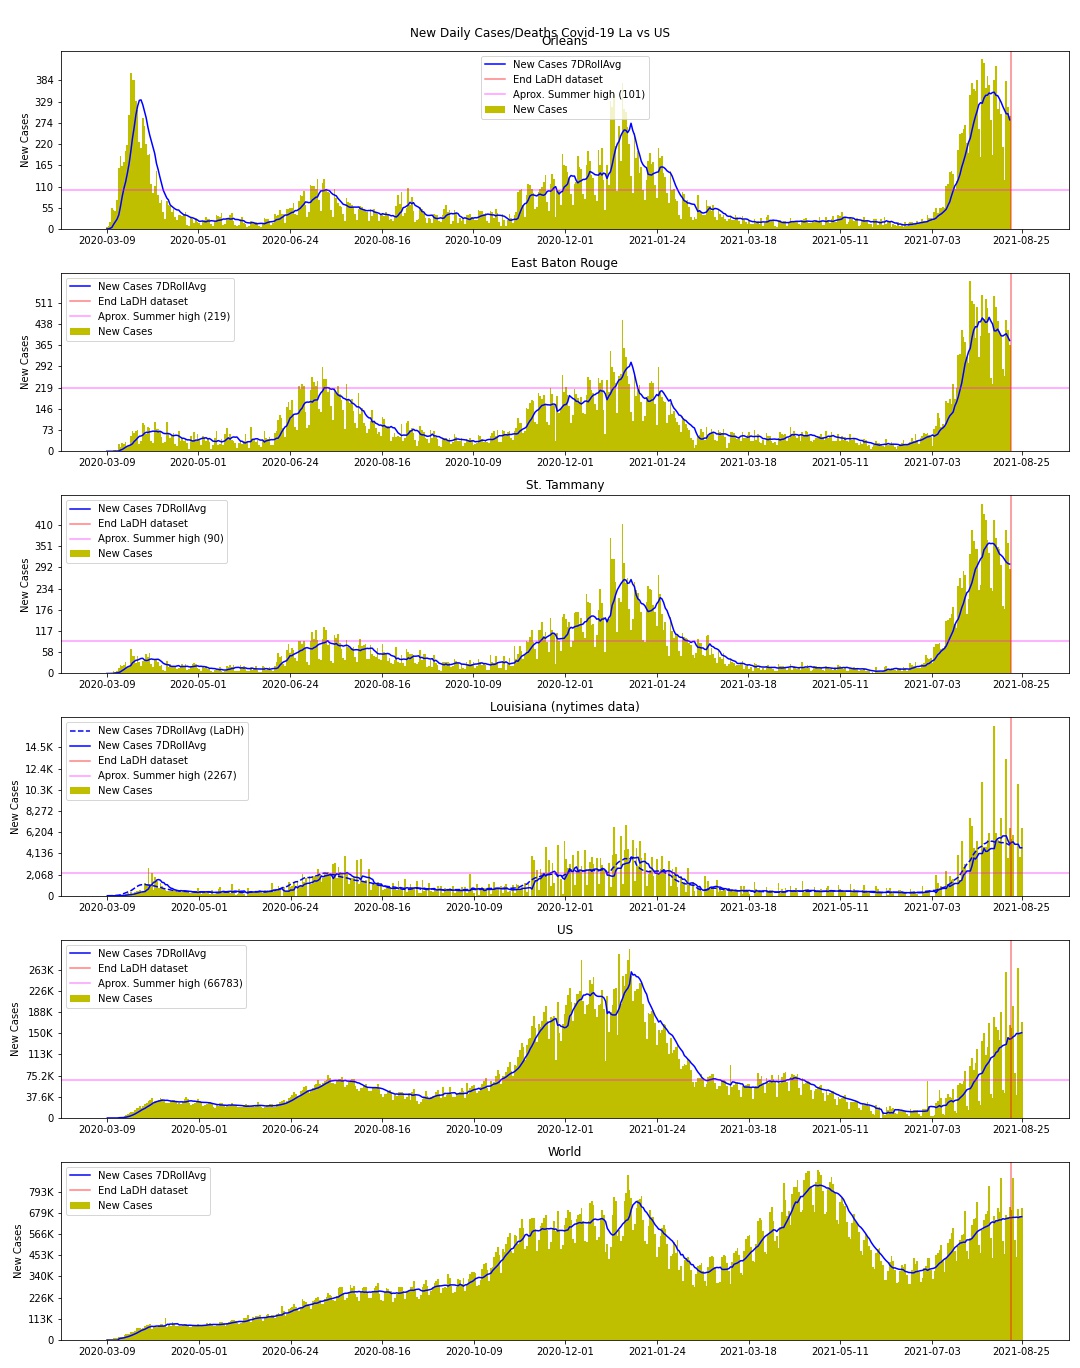 New Daily Cases/Deaths Covid-19 La vs US
Orleans
New Cases 7DRollAvg
End LaDH dataset
Aprox. Summer high (101)
New Cases
New Cases
384
329
274
220
165
110
55
0
2020-03-09 2020-05-01 2020-06-24 2020-08-16 2020-10-09 2020-12-01 2021-01-24 2021-03-18 2021-05-11 2021-07-03 2021-08-25
East Baton Rouge
New Cases 7DRollAvg
End LaDH dataset
Aprox. Summer high (219)
New Cases
New Cases
511
438
365
292
219
146
73
0
2020-03-09 2020-05-01 2020-06-24 2020-08-16 2020-10-09 2020-12-01 2021-01-24 2021-03-18 2021-05-11 2021-07-03 2021-08-25
St. Tammany
New Cases 7DRollAvg
End LaDH dataset
Aprox. Summer high (90)
New Cases
New Cases
410
351
292
234
176
117
58
0
2020-03-09 2020-05-01 2020-06-24 2020-08-16 2020-10-09 2020-12-01 2021-01-24 2021-03-18 2021-05-11 2021-07-03 2021-08-25
Louisiana (nytimes data)
New Cases 7DRollAvg (LaDH)
New Cases 7DRollAvg
End LaDH dataset
Aprox. Summer high (2267)
New Cases
New Cases
14.5K
12.4K
10.3K
8,272
6,204
4,136
2,068
0
2020-03-09 2020-05-01 2020-06-24 2020-08-16 2020-10-09 2020-12-01 2021-01-24 2021-03-18 2021-05-11 2021-07-03 2021-08-25
US
New Cases 7DRollAvg
End LaDH dataset
Aprox. Summer high (66783)
New Cases
New Cases
263K
226K
188K
150K
113K
75.2K
37.6K
0
2020-03-09 2020-05-01 2020-06-24 2020-08-16 2020-10-09 2020-12-01 2021-01-24 2021-03-18 2021-05-11 2021-07-03 2021-08-25
World
New Cases 7DRollAvg
End LaDH dataset
New Cases
New Cases
793K
679K
566K
453K
340K
226K
113K
0
2020-03-09 2020-05-01 2020-06-24 2020-08-16 2020-10-09 2020-12-01 2021-01-24 2021-03-18 2021-05-11 2021-07-03 2021-08-25